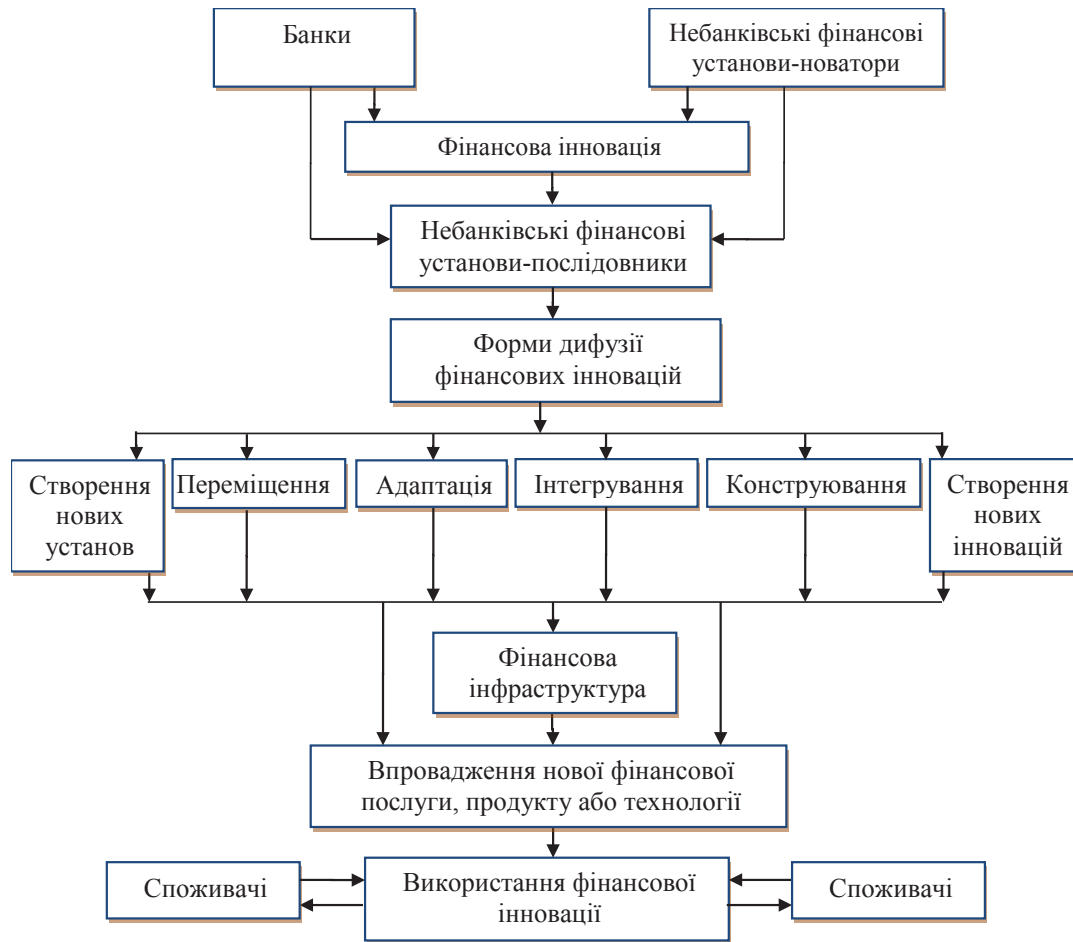 Банки
Небанківські фінансові
установи-новатори
Фінансова інновація
Небанківські фінансові
установи-послідовники
Форми дифузії
фінансових інновацій
Створення
нових
установ
Переміщення
Адаптація
Інтегрування
Конструювання
Створення
нових
інновацій
Фінансова
інфраструктура
Впровадження нової фінансової
послуги, продукту або технології
Споживачі
Використання фінансової
інновації
Споживачі